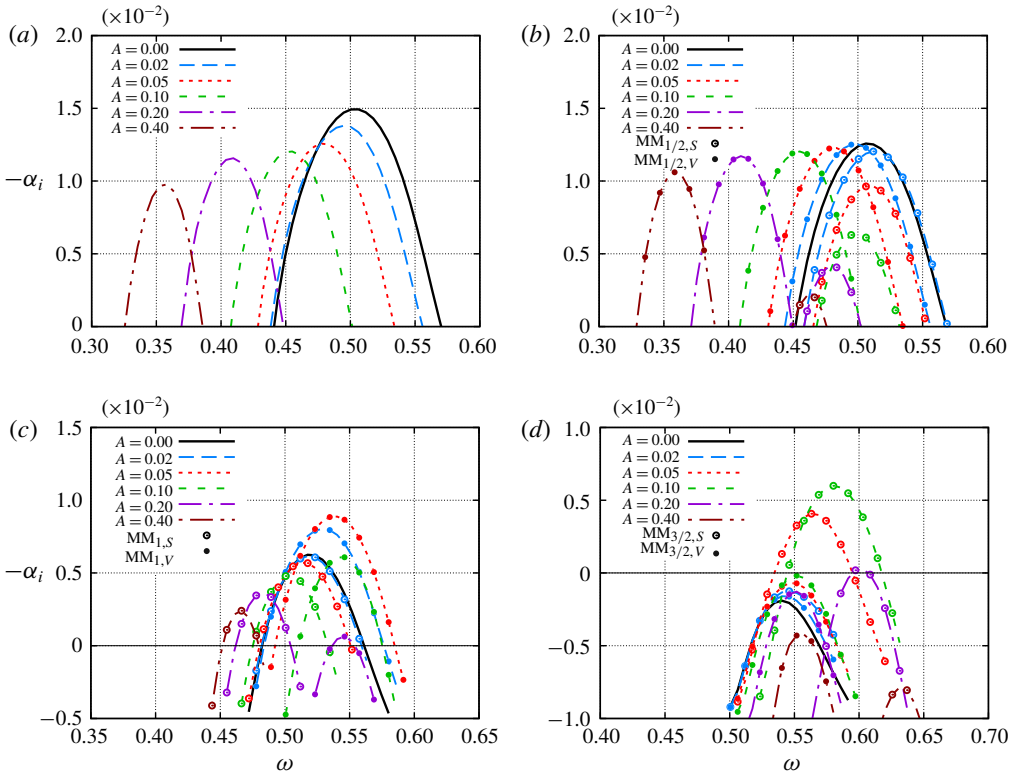 (×10⁻²)
(a)
2.0
1.5
1.0
0.5
0
−αᵢ
A = 0.00
A = 0.02
A = 0.05
A = 0.10
A = 0.20
A = 0.40
0.30 0.35 0.40 0.45 0.50 0.55 0.60
(×10⁻²)
(b)
2.0
1.5
1.0
0.5
0
A = 0.00
A = 0.02
A = 0.05
A = 0.10
A = 0.20
A = 0.40
MM₁/₂,S
MM₁/₂,V
0.30 0.35 0.40 0.45 0.50 0.55 0.60
(×10⁻²)
(c)
1.5
1.0
0.5
0
−0.5
−αᵢ
A = 0.00
A = 0.02
A = 0.05
A = 0.10
A = 0.20
A = 0.40
MM₁,S
MM₁,V
0.35 0.40 0.45 0.50 0.55 0.60 0.65
ω
(×10⁻²)
(d)
1.0
0.5
0
−0.5
−1.0
A = 0.00
A = 0.02
A = 0.05
A = 0.10
A = 0.20
A = 0.40
MM₃/₂,S
MM₃/₂,V
0.40 0.45 0.50 0.55 0.60 0.65 0.70
ω